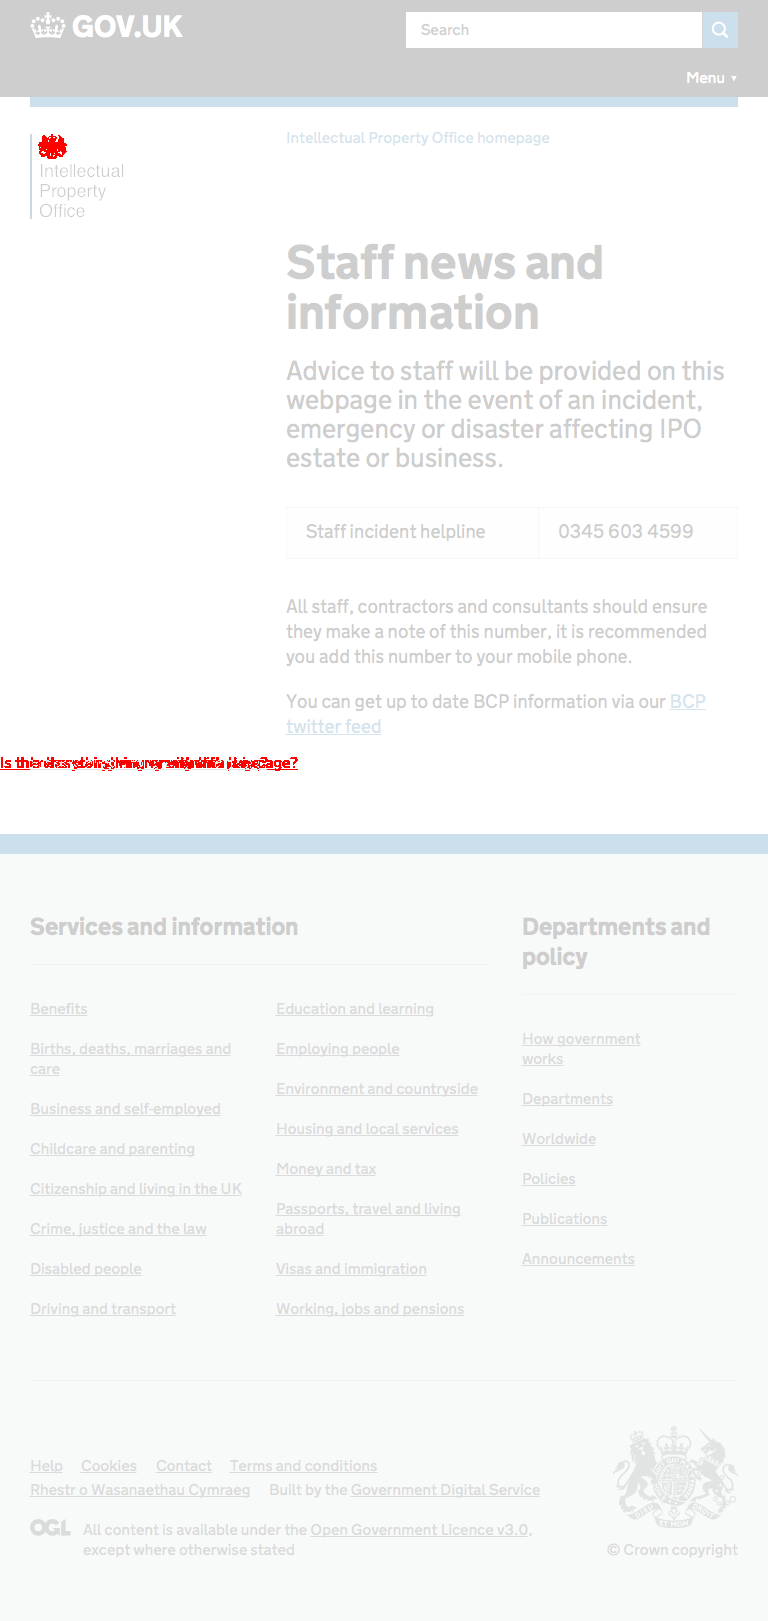 GOV.UK
Search
Menu ▼
Intellectual Property Office homepage
Intellectual
Property
Office
Staff news and
information
Advice to staff will be provided on this
webpage in the event of an incident,
emergency or disaster affecting IPO
estate or business.
Staff incident helpline 0345 603 4599
All staff, contractors and consultants should ensure
they make a note of this number, it is recommended
you add this number to your mobile phone.
You can get up to date BCP information via our BCP
twitter feed
Services and information
Departments and
policy
Benefits
Births, deaths, marriages and
care
Business and self-employed
Childcare and parenting
Citizenship and living in the UK
Crime, justice and the law
Disabled people
Driving and transport
Education and learning
Employing people
Environment and countryside
Housing and local services
Money and tax
Passports, travel and living
abroad
Visas and immigration
Working, jobs and pensions
How government
works
Departments
Worldwide
Policies
Publications
Announcements
Help Cookies Contact Terms and conditions
Rhestr o Wasanaethau Cymraeg Built by the Government Digital Service
OGL All content is available under the Open Government Licence v3.0,
except where otherwise stated
© Crown copyright